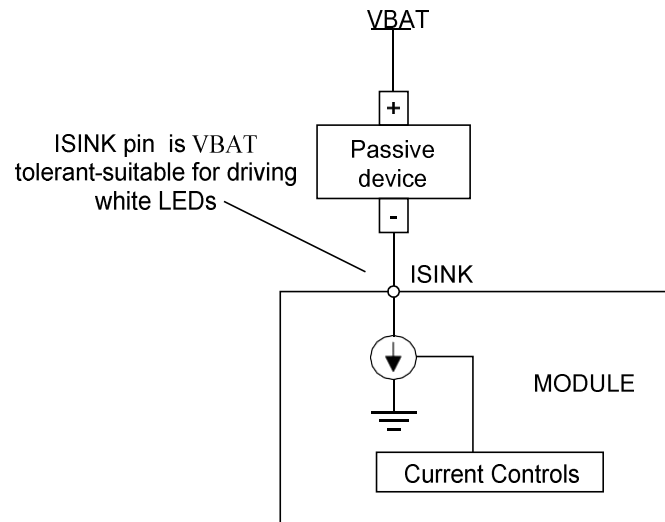 VBAT
+
ISINK pin is VBAT
tolerant-suitable for driving
white LEDs
Passive
device
-
ISINK
MODULE
Current Controls